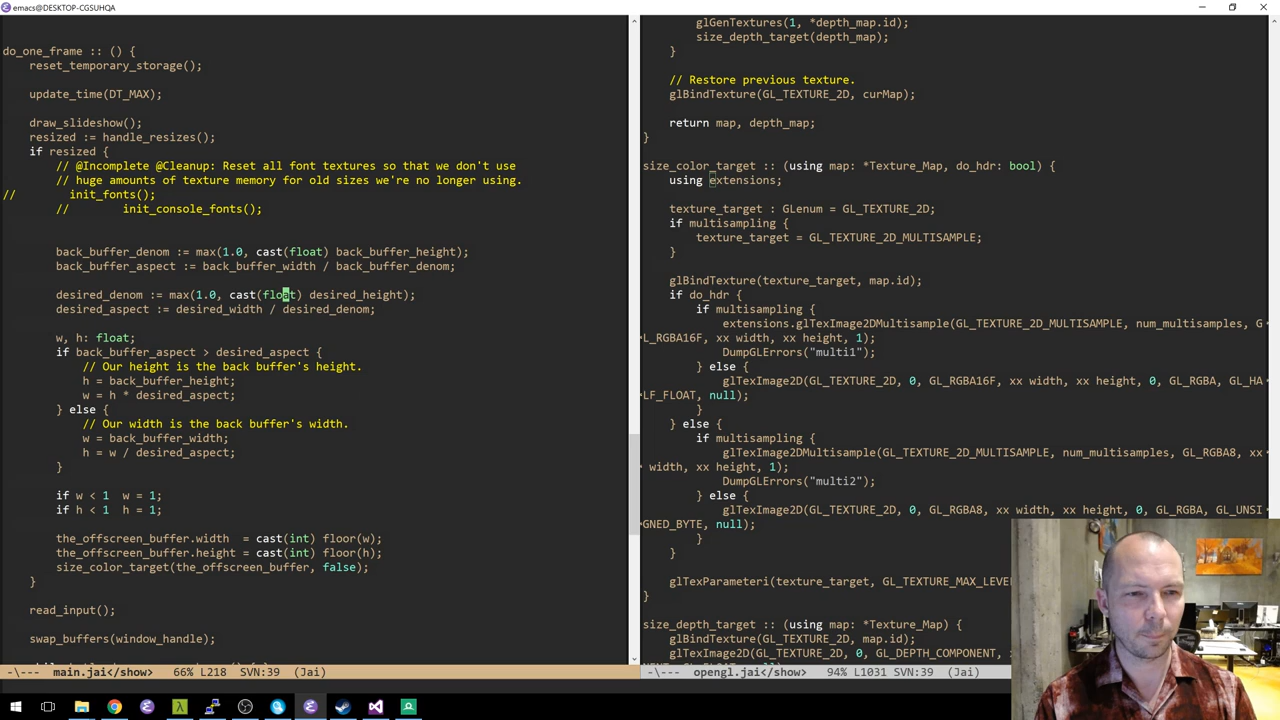 emacs@DESKTOP-CGSUHQA
do_one_frame :: () {
reset_temporary_storage();
update_time(DT_MAX);
draw_slideshow();
resized := handle_resizes();
if resized {
// @Incomplete @Cleanup: Reset all font textures so that we don't use
// huge amounts of texture memory for old sizes we're no longer using.
// init_fonts();
// init_console_fonts();
back_buffer_denom := max(1.0, cast(float) back_buffer_height);
back_buffer_aspect := back_buffer_width / back_buffer_denom;
desired_denom := max(1.0, cast(float) desired_height);
desired_aspect := desired_width / desired_denom;
w, h: float;
if back_buffer_aspect > desired_aspect {
// Our height is the back buffer's height.
h = back_buffer_height;
w = h * desired_aspect;
} else {
// Our width is the back buffer's width.
w = back_buffer_width;
h = w / desired_aspect;
}
if w < 1 w = 1;
if h < 1 h = 1;
the_offscreen_buffer.width = cast(int) floor(w);
the_offscreen_buffer.height = cast(int) floor(h);
size_color_target(the_offscreen_buffer, false);
}
read_input();
swap_buffers(window_handle);
-\--- main.jai</show> 66% L218 SVN:39 (Jai)
glGenTextures(1, *depth_map.id);
size_depth_target(depth_map);
}
// Restore previous texture.
glBindTexture(GL_TEXTURE_2D, curMap);
return map, depth_map;
}
size_color_target :: (using map: *Texture_Map, do_hdr: bool) {
using extensions;
texture_target : GLenum = GL_TEXTURE_2D;
if multisampling {
texture_target = GL_TEXTURE_2D_MULTISAMPLE;
}
glBindTexture(texture_target, map.id);
if do_hdr {
if multisampling {
extensions.glTexImage2DMultisample(GL_TEXTURE_2D_MULTISAMPLE, num_multisamples, G
L_RGBA16F, xx width, xx height, 1);
DumpGLErrors("multi1");
} else {
glTexImage2D(GL_TEXTURE_2D, 0, GL_RGBA16F, xx width, xx height, 0, GL_RGBA, GL_HA
LF_FLOAT, null);
}
} else {
if multisampling {
glTexImage2DMultisample(GL_TEXTURE_2D_MULTISAMPLE, num_multisamples, GL_RGBA8, xx
width, xx height, 1);
DumpGLErrors("multi2");
} else {
glTexImage2D(GL_TEXTURE_2D, 0, GL_RGBA8, xx width, xx height, 0, GL_RGBA, GL_UNSI
GNED_BYTE, null);
}
}
glTexParameteri(texture_target, GL_TEXTURE_MAX_LEVE
}
size_depth_target :: (using map: *Texture_Map) {
glBindTexture(GL_TEXTURE_2D, map.id);
glTexImage2D(GL_TEXTURE_2D, 0, GL_DEPTH_COMPONENT,
-\--- opengl.jai</show> 94% L1031 SVN:39 (Jai)